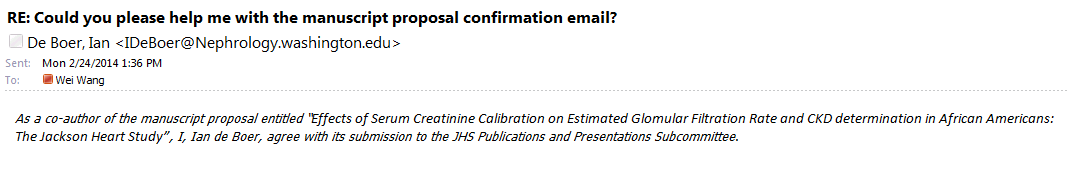 RE: Could you please help me with the manuscript proposal confirmation email?
De Boer, Ian <IDeBoer@Nephrology.washington.edu>
Sent: Mon 2/24/2014 1:36 PM
To: Wei Wang
As a co-author of the manuscript proposal entitled "Effects of Serum Creatinine Calibration on Estimated Glomular Filtration Rate and CKD determination in African Americans:
The Jackson Heart Study", I, Ian de Boer, agree with its submission to the JHS Publications and Presentations Subcommittee.